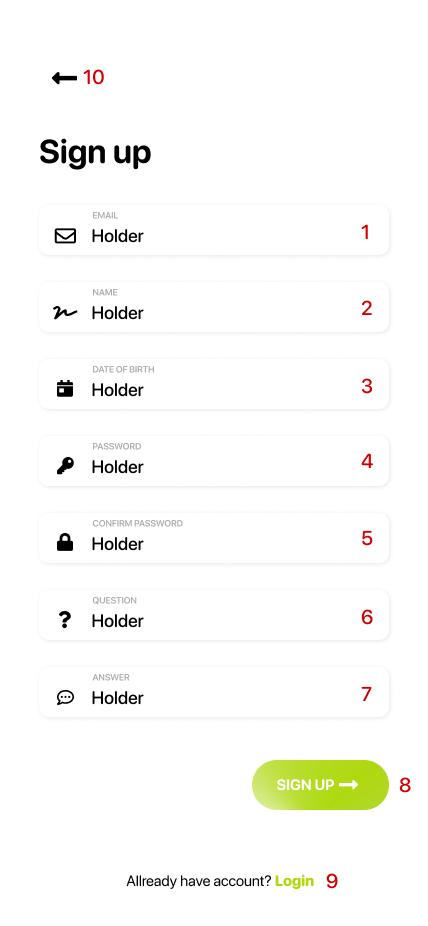 10
Sign up
EMAIL
Holder 1
NAME
Holder 2
DATE OF BIRTH
Holder 3
PASSWORD
Holder 4
CONFIRM PASSWORD
Holder 5
QUESTION
Holder 6
ANSWER
Holder 7
SIGN UP 8
Allready have account? Login 9